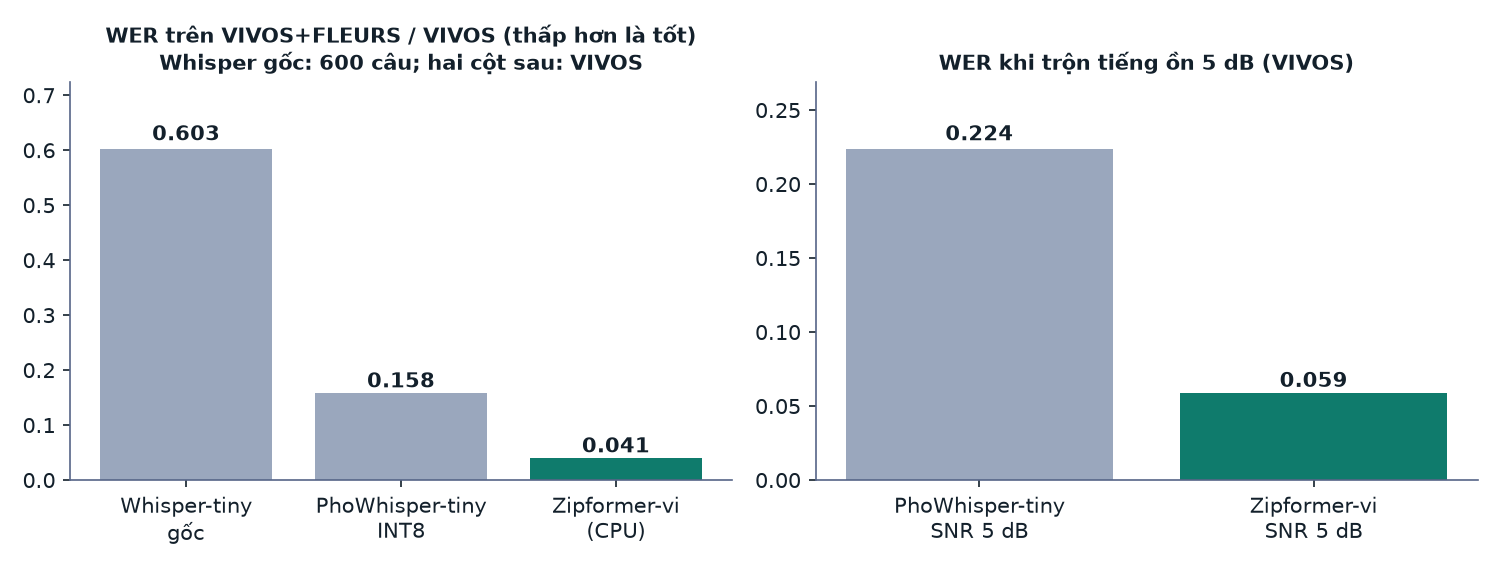 WER trên VIVOS+FLEURS / VIVOS (thấp hơn là tốt)
Whisper gốc: 600 câu; hai cột sau: VIVOS
0.7
0.6
0.5
0.4
0.3
0.2
0.1
0.0
0.603
0.158
0.041
Whisper-tiny
gốc
PhoWhisper-tiny
INT8
Zipformer-vi
(CPU)
WER khi trộn tiếng ồn 5 dB (VIVOS)
0.25
0.20
0.15
0.10
0.05
0.00
0.224
0.059
PhoWhisper-tiny
SNR 5 dB
Zipformer-vi
SNR 5 dB